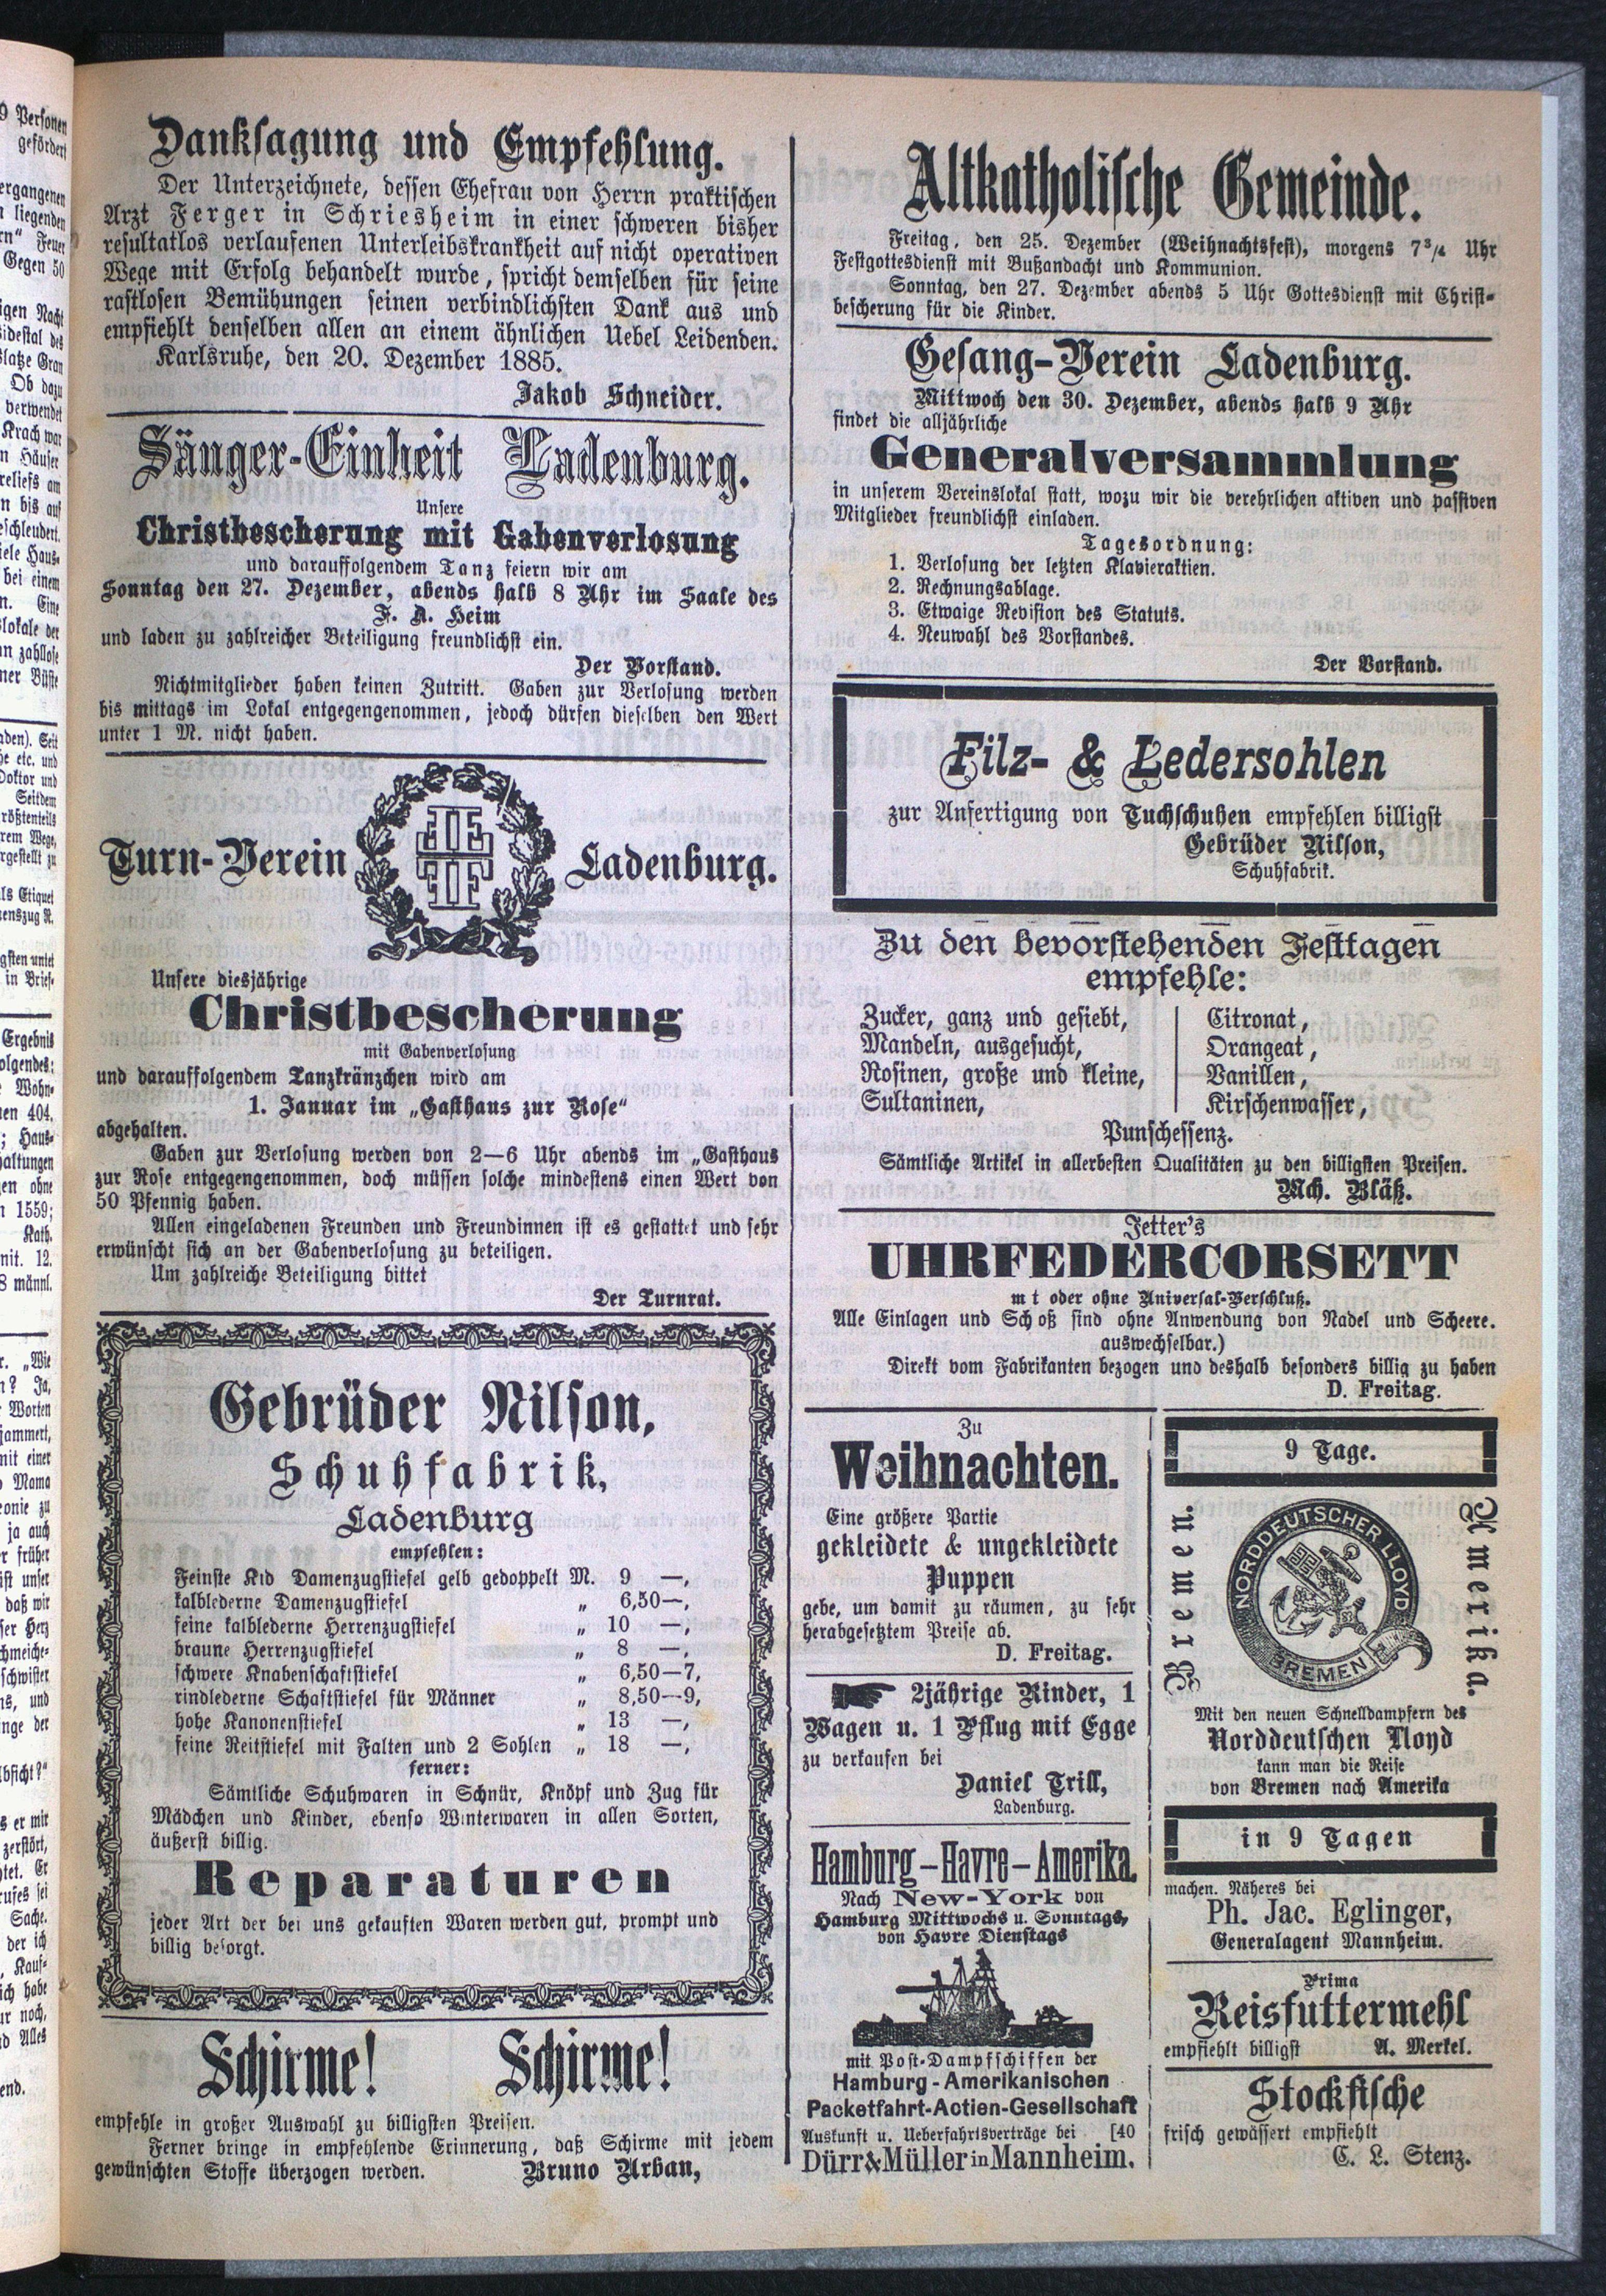 Danksagung und Empfehlung.
Der Unterzeichnete, dessen Ehefrau von Herrn praktischen
Arzt Ferger in Schriesheim in einer schweren bisher
resultatlos verlaufenen Unterleibskrankheit auf nicht operativen
Wege mit Erfolg behandelt wurde, spricht demselben für seine
rastlosen Bemühungen seinen verbindlichsten Dank aus und
empfiehlt denselben allen an einem ähnlichen Uebel Leidenden.
Karlsruhe, den 20. Dezember 1885.
Jakob Schneider.
Sänger-Einheit Ladenburg.
Unsere
Christbescherung mit Gabenverlosung
und darauffolgendem Tanz feiern wir am
Sonntag den 27. Dezember, abends halb 8 Uhr im Saale des
F. A. Heim
und laden zu zahlreicher Beteiligung freundlichst ein.
Der Vorstand.
Nichtmitglieder haben keinen Zutritt. Gaben zur Verlosung werden
bis mittags im Lokal entgegengenommen, jedoch dürfen dieselben den Wert
unter 1 M. nicht haben.
Turn-Verein Ladenburg.
Unsere diesjährige
Christbescherung
mit Gabenverlosung
und darauffolgendem Tanzkränzchen wird am
1. Januar im „Gasthaus zur Rose“
abgehalten.
Gaben zur Verlosung werden von 2—6 Uhr abends im „Gasthaus
zur Rose entgegengenommen, doch müssen solche mindestens einen Wert von
50 Pfennig haben.
Allen eingeladenen Freunden und Freundinnen ist es gestattet und sehr
erwünscht sich an der Gabenverlosung zu beteiligen.
Um zahlreiche Beteiligung bittet
Der Turnrat.
Gebrüder Nilson,
Schuhfabrik,
Ladenburg
empfehlen:
Feinste Kid Damenzugstiefel gelb gedoppelt M. 9 —,
kalblederne Damenzugstiefel „ 6,50—,
feine kalblederne Herrenzugstiefel „ 10 —,
braune Herrenzugstiefel „ 8 —,
schwere Knabenschaftstiefel „ 6,50—7,
rindlederne Schaftstiefel für Männer „ 8,50—9,
hohe Kanonenstiefel „ 13 —,
feine Reitstiefel mit Falten und 2 Sohlen „ 18 —,
ferner:
Sämtliche Schuhwaren in Schnür, Knöpf und Zug für
Mädchen und Kinder, ebenso Winterwaren in allen Sorten,
äußerst billig.
Reparaturen
jeder Art der bei uns gekauften Waren werden gut, prompt und
billig besorgt.
Schirme! Schirme!
empfehle in großer Auswahl zu billigsten Preisen.
Ferner bringe in empfehlende Erinnerung, daß Schirme mit jedem
gewünschten Stoffe überzogen werden. Bruno Urban,
Altkatholische Gemeinde.
Freitag, den 25. Dezember (Weihnachtsfest), morgens 7¾ Uhr
Festgottesdienst mit Bußandacht und Kommunion.
Sonntag, den 27. Dezember abends 5 Uhr Gottesdienst mit Christ-
bescherung für die Kinder.
Gesang-Verein Ladenburg.
Mittwoch den 30. Dezember, abends halb 9 Uhr
findet die alljährliche
Generalversammlung
in unserem Vereinslokal statt, wozu wir die verehrlichen aktiven und passiven
Mitglieder freundlichst einladen.
Tagesordnung:
1. Verlosung der letzten Klavieraktien.
2. Rechnungsablage.
3. Etwaige Revision des Statuts.
4. Neuwahl des Vorstandes.
Der Vorstand.
Filz- & Ledersohlen
zur Anfertigung von Tuchschuhen empfehlen billigst
Gebrüder Nilson,
Schuhfabrik.
Zu den bevorstehenden Festtagen
empfehle:
Zucker, ganz und gesiebt,
Mandeln, ausgesucht,
Rosinen, große und kleine,
Sultaninen,
Citronat,
Orangeat,
Vanillen,
Kirschenwasser,
Punschessenz.
Sämtliche Artikel in allerbesten Qualitäten zu den billigsten Preisen.
Mch. Bläß.
Jetter's
UHRFEDERCORSETT
m t oder ohne Universal-Verschluß.
Alle Einlagen und Schoß sind ohne Anwendung von Nadel und Scheere.
auswechselbar.)
Direkt vom Fabrikanten bezogen und deshalb besonders billig zu haben
D. Freitag.
Zu
Weihnachten.
Eine größere Partie
gekleidete & ungekleidete
Puppen
gebe, um damit zu räumen, zu sehr
herabgesetztem Preise ab.
D. Freitag.
2jährige Rinder, 1
Wagen u. 1 Pflug mit Egge
zu verkaufen bei
Daniel Trill,
Ladenburg.
Hamburg—Havre—Amerika.
Nach New-York von
Hamburg Mittwochs u. Sonntags,
von Havre Dienstags
mit Post-Dampfschiffen der
Hamburg-Amerikanischen
Packetfahrt-Actien-Gesellschaft
Auskunft u. Ueberfahrtsverträge bei [40
Dürr&Müller in Mannheim.
9 Tage.
Bremen.
NORDDEUTSCHER LLOYD
BREMEN
Amerika.
Mit den neuen Schnelldampfern des
Norddeutschen Lloyd
kann man die Reise
von Bremen nach Amerika
in 9 Tagen
machen. Näheres bei
Ph. Jac. Eglinger,
Generalagent Mannheim.
Prima
Reisfuttermehl
empfiehlt billigst A. Merkel.
Stockfische
frisch gewässert empfiehlt
C. L. Stenz.